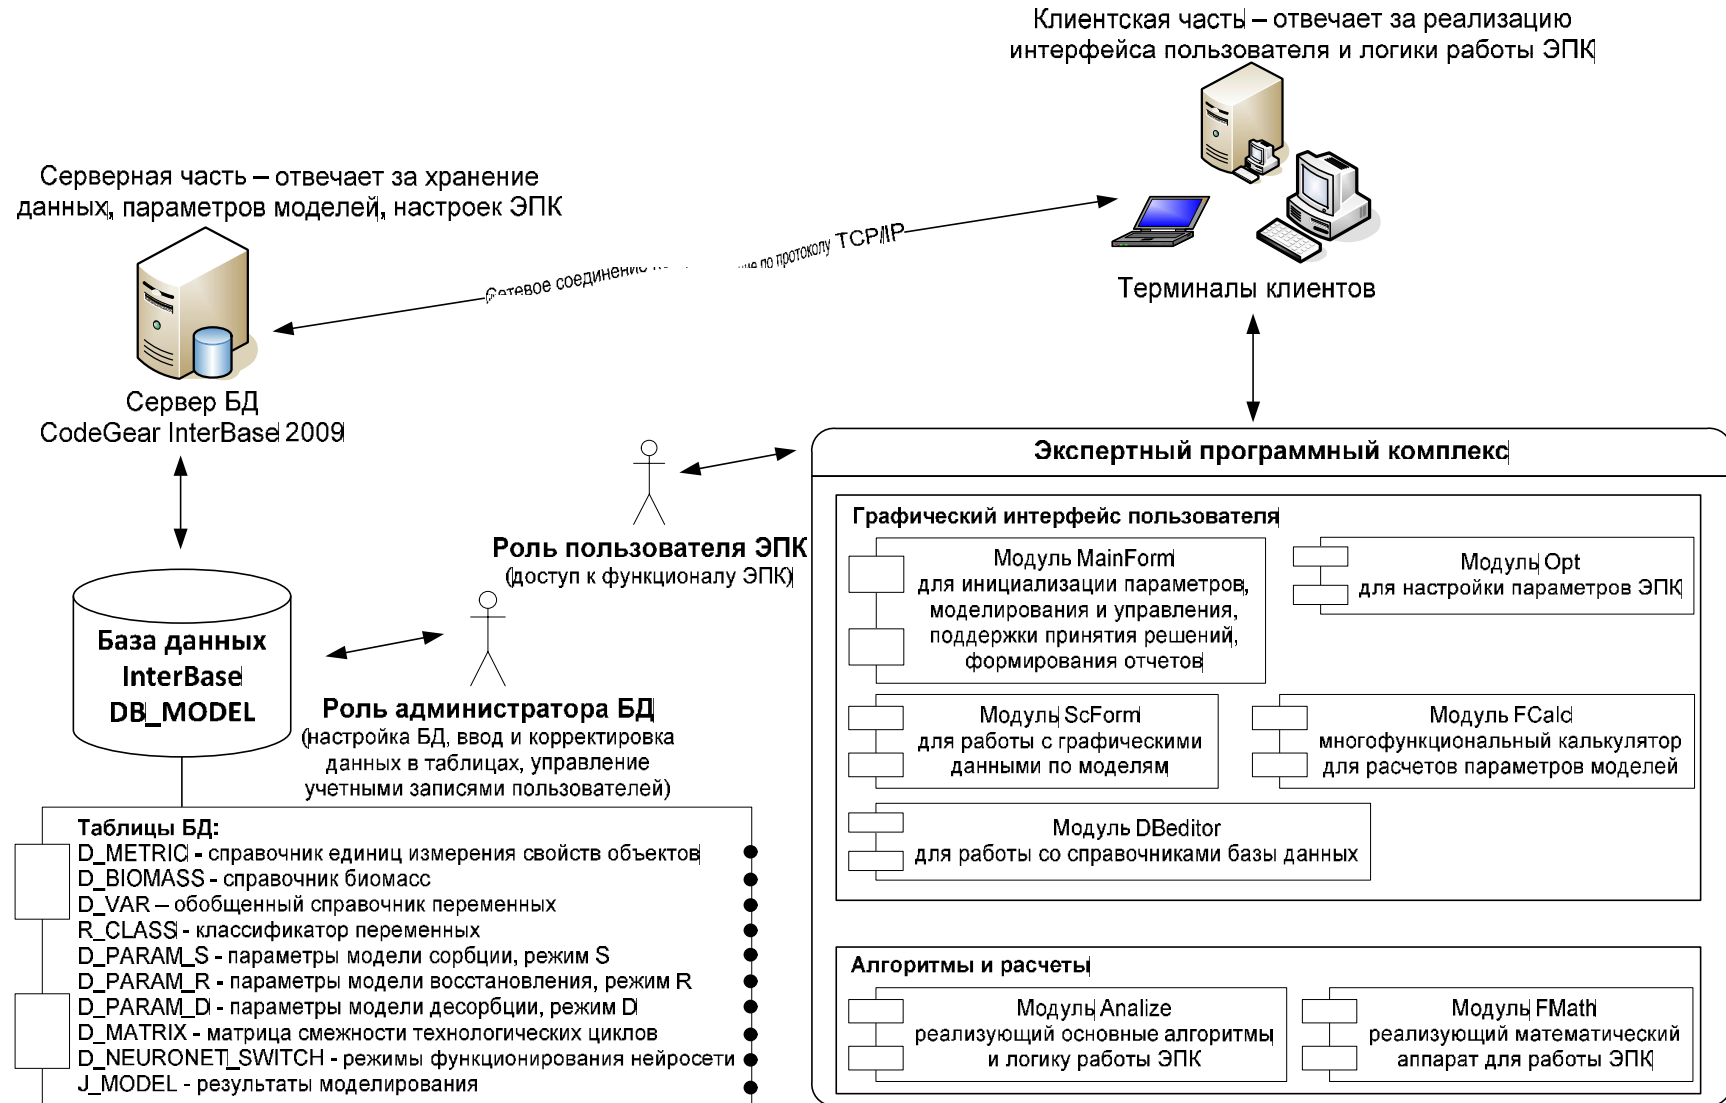 Клиентская часть – отвечает за реализацию
интерфейса пользователя и логики работы ЭПК
Серверная часть – отвечает за хранение
данных, параметров моделей, настроек ЭПК
Сетевое соединение по протоколу TCP/IP
Терминалы клиентов
Сервер БД
CodeGear InterBase 2009
Роль пользователя ЭПК
(доступ к функционалу ЭПК)
База данных
InterBase
DB_MODEL
Роль администратора БД
(настройка БД, ввод и корректировка
данных в таблицах, управление
учетными записями пользователей)
Таблицы БД:
D_METRIC - справочник единиц измерения свойств объектов
D_BIOMASS - справочник биомасс
D_VAR – обобщенный справочник переменных
R_CLASS - классификатор переменных
D_PARAM_S - параметры модели сорбции, режим S
D_PARAM_R - параметры модели восстановления, режим R
D_PARAM_D - параметры модели десорбции, режим D
D_MATRIX - матрица смежности технологических циклов
D_NEURONET_SWITCH - режимы функционирования нейросети
J_MODEL - результаты моделирования
Экспертный программный комплекс
Графический интерфейс пользователя
Модуль MainForm
для инициализации параметров,
моделирования и управления,
поддержки принятия решений,
формирования отчетов
Модуль Opt
для настройки параметров ЭПК
Модуль ScForm
для работы с графическими
данными по моделям
Модуль FCalc
многофункциональный калькулятор
для расчетов параметров моделей
Модуль DBeditor
для работы со справочниками базы данных
Алгоритмы и расчеты
Модуль Analize
реализующий основные алгоритмы
и логику работы ЭПК
Модуль FMath
реализующий математический
аппарат для работы ЭПК